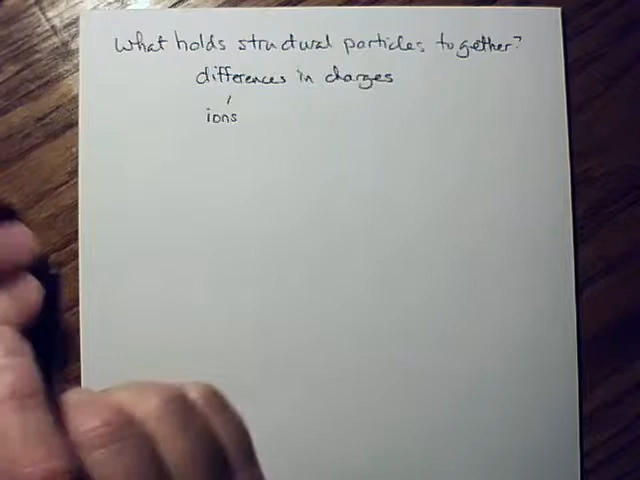 What holds structural particles together?
differences in charges
ions